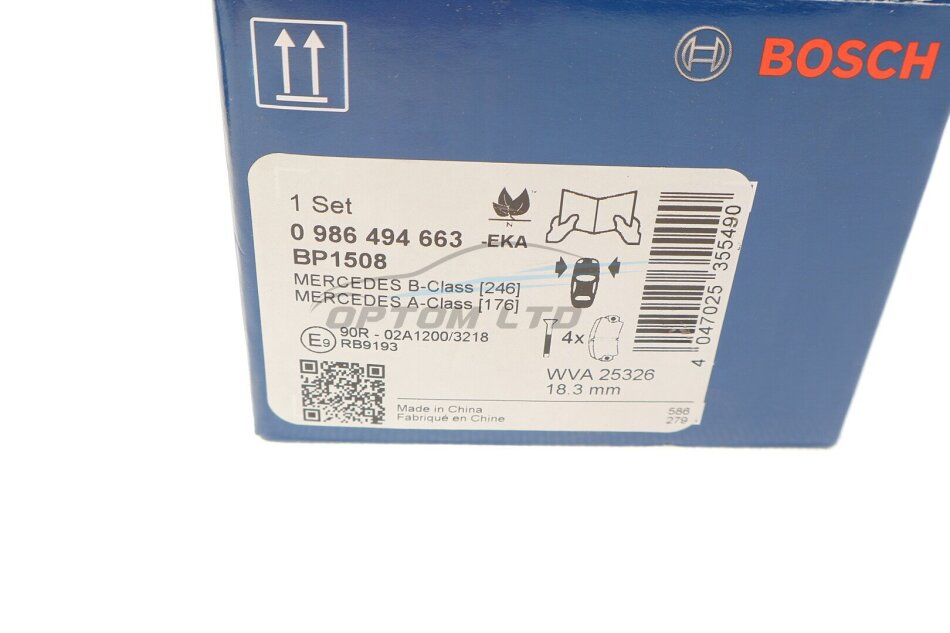 BOSCH
1 Set
0 986 494 663 -EKA
BP1508
MERCEDES B-Class [246]
MERCEDES A-Class [176]
OPTOM LTD
E9
90R - 02A1200/3218
RB9193
N
4x
WVA 25326
18.3 mm
Made in China
Fabriqué en Chine
586
279
4 047025 355490